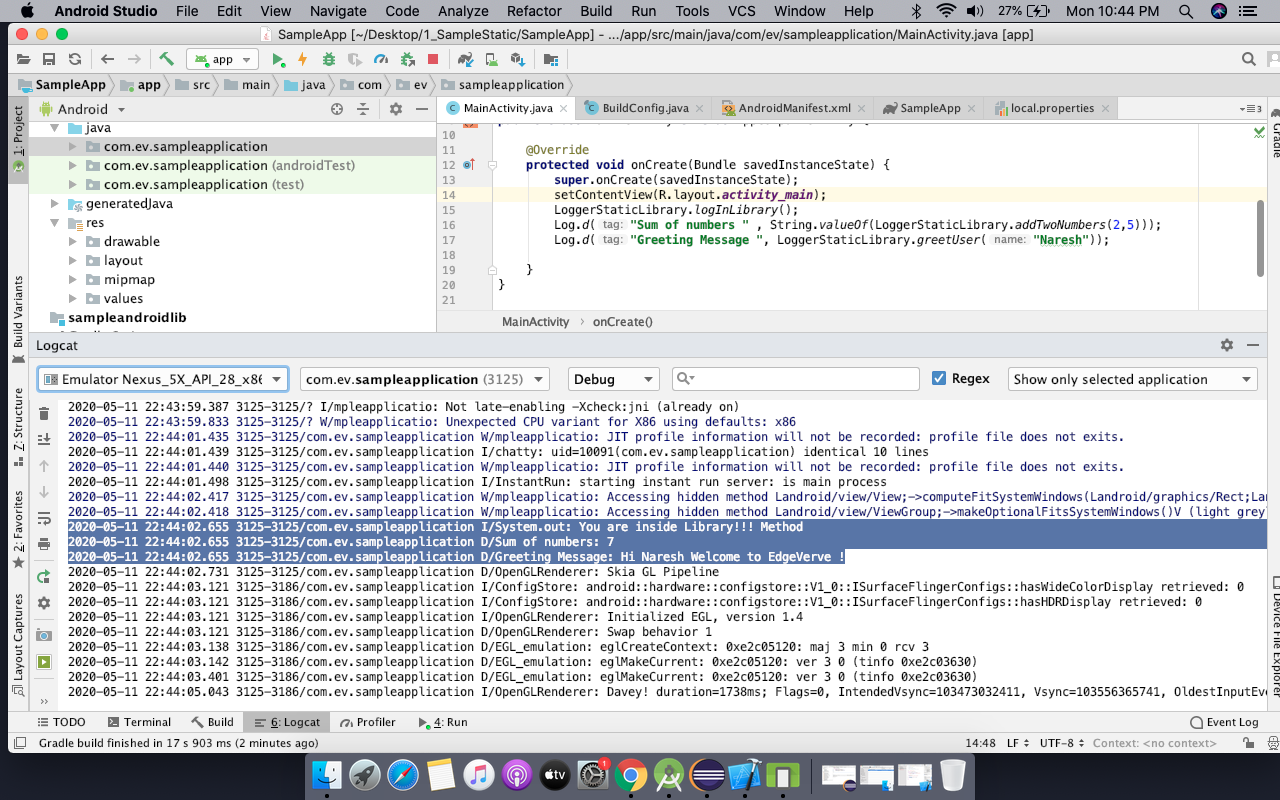 Android Studio File Edit View Navigate Code Analyze Refactor Build Run Tools VCS Window Help 27% Mon 10:44 PM
SampleApp [~/Desktop/1_SampleStatic/SampleApp] – .../app/src/main/java/com/ev/sampleapplication/MainActivity.java [app]
app
SampleApp app src main java com ev sampleapplication
1: Project
Build Variants
Z: Structure
2: Favorites
Layout Captures
Android
java
com.ev.sampleapplication
com.ev.sampleapplication (androidTest)
com.ev.sampleapplication (test)
generatedJava
res
drawable
layout
mipmap
values
sampleandroidlib
MainActivity.java BuildConfig.java AndroidManifest.xml SampleApp local.properties
Gradle
10
11 @Override
12 protected void onCreate(Bundle savedInstanceState) {
13 super.onCreate(savedInstanceState);
14 setContentView(R.layout.activity_main);
15 LoggerStaticLibrary.logInLibrary();
16 Log.d( tag: "Sum of numbers " , String.valueOf(LoggerStaticLibrary.addTwoNumbers(2,5)));
17 Log.d( tag: "Greeting Message ", LoggerStaticLibrary.greetUser( name: "Naresh"));
18
19 }
20 }
21
MainActivity onCreate()
Logcat
Emulator Nexus_5X_API_28_x86 com.ev.sampleapplication (3125) Debug Regex Show only selected application
2020-05-11 22:43:59.387 3125-3125/? I/mpleapplicatio: Not late-enabling -Xcheck:jni (already on)
2020-05-11 22:43:59.833 3125-3125/? W/mpleapplicatio: Unexpected CPU variant for X86 using defaults: x86
2020-05-11 22:44:01.435 3125-3125/com.ev.sampleapplication W/mpleapplicatio: JIT profile information will not be recorded: profile file does not exits.
2020-05-11 22:44:01.439 3125-3125/com.ev.sampleapplication I/chatty: uid=10091(com.ev.sampleapplication) identical 10 lines
2020-05-11 22:44:01.440 3125-3125/com.ev.sampleapplication W/mpleapplicatio: JIT profile information will not be recorded: profile file does not exits.
2020-05-11 22:44:01.498 3125-3125/com.ev.sampleapplication I/InstantRun: starting instant run server: is main process
2020-05-11 22:44:02.417 3125-3125/com.ev.sampleapplication W/mpleapplicatio: Accessing hidden method Landroid/view/View;->computeFitSystemWindows(Landroid/graphics/Rect;Lan
2020-05-11 22:44:02.418 3125-3125/com.ev.sampleapplication W/mpleapplicatio: Accessing hidden method Landroid/view/ViewGroup;->makeOptionalFitsSystemWindows()V (light grey
2020-05-11 22:44:02.655 3125-3125/com.ev.sampleapplication I/System.out: You are inside Library!!! Method
2020-05-11 22:44:02.655 3125-3125/com.ev.sampleapplication D/Sum of numbers: 7
2020-05-11 22:44:02.655 3125-3125/com.ev.sampleapplication D/Greeting Message: Hi Naresh Welcome to EdgeVerve !
2020-05-11 22:44:02.731 3125-3125/com.ev.sampleapplication D/OpenGLRenderer: Skia GL Pipeline
2020-05-11 22:44:03.121 3125-3186/com.ev.sampleapplication I/ConfigStore: android::hardware::configstore::V1_0::ISurfaceFlingerConfigs::hasWideColorDisplay retrieved: 0
2020-05-11 22:44:03.121 3125-3186/com.ev.sampleapplication I/ConfigStore: android::hardware::configstore::V1_0::ISurfaceFlingerConfigs::hasHDRDisplay retrieved: 0
2020-05-11 22:44:03.121 3125-3186/com.ev.sampleapplication I/OpenGLRenderer: Initialized EGL, version 1.4
2020-05-11 22:44:03.121 3125-3186/com.ev.sampleapplication D/OpenGLRenderer: Swap behavior 1
2020-05-11 22:44:03.138 3125-3186/com.ev.sampleapplication D/EGL_emulation: eglCreateContext: 0xe2c05120: maj 3 min 0 rcv 3
2020-05-11 22:44:03.142 3125-3186/com.ev.sampleapplication D/EGL_emulation: eglMakeCurrent: 0xe2c05120: ver 3 0 (tinfo 0xe2c03630)
2020-05-11 22:44:03.401 3125-3186/com.ev.sampleapplication D/EGL_emulation: eglMakeCurrent: 0xe2c05120: ver 3 0 (tinfo 0xe2c03630)
2020-05-11 22:44:05.043 3125-3186/com.ev.sampleapplication I/OpenGLRenderer: Davey! duration=1738ms; Flags=0, IntendedVsync=103473032411, Vsync=103556365741, OldestInputEve
Device File Explorer
TODO Terminal Build 6: Logcat Profiler 4: Run Event Log
Gradle build finished in 17 s 903 ms (2 minutes ago) 14:48 LF UTF-8 Context: <no context>
tv
1